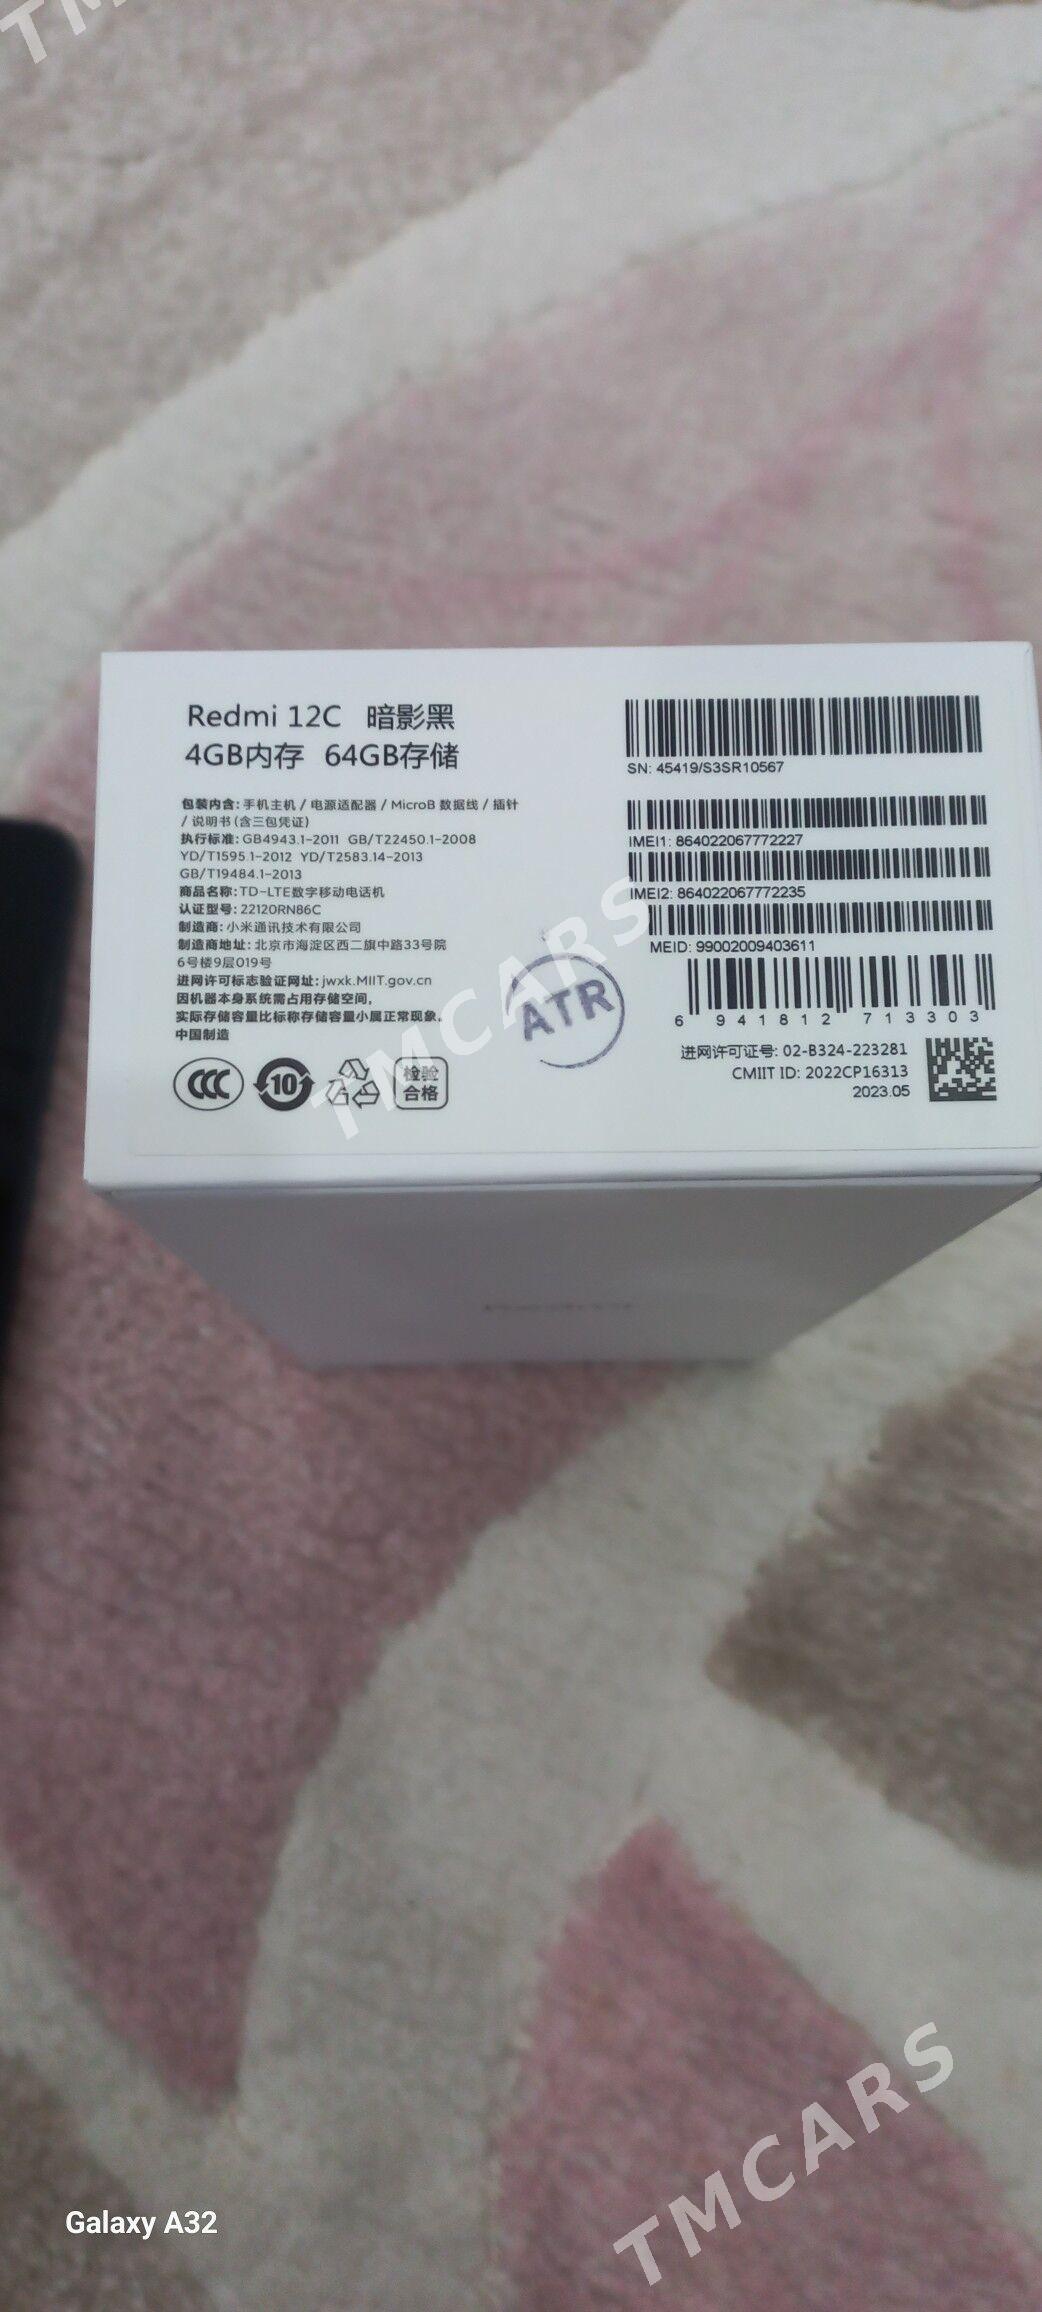 Redmi 12C 暗影黑
4GB内存 64GB存储
包装内含: 手机主机 / 电源适配器 / MicroB 数据线 / 插针
/ 说明书 (含三包凭证)
执行标准: GB4943.1-2011 GB/T22450.1-2008
YD/T1595.1-2012 YD/T2583.14-2013
GB/T19484.1-2013
商品名称: TD-LTE数字移动电话机
认证型号: 22120RN86C
制造商: 小米通讯技术有限公司
制造商地址: 北京市海淀区西二旗中路33号院
6号楼9层019号
进网许可标志验证网址: jwxk.MIIT.gov.cn
因机器本身系统需占用存储空间,
实际存储容量比标称存储容量小属正常现象。
中国制造
CCC
10
检验
合格
SN: 45419/S3SR10567
IMEI1: 864022067772227
IMEI2: 864022067772235
MEID: 99002009403611
6 941812 713303
进网许可证号: 02-B324-223281
CMIIT ID: 2022CP16313
2023.05
ATR
TMCARS
Galaxy A32
TMCARS